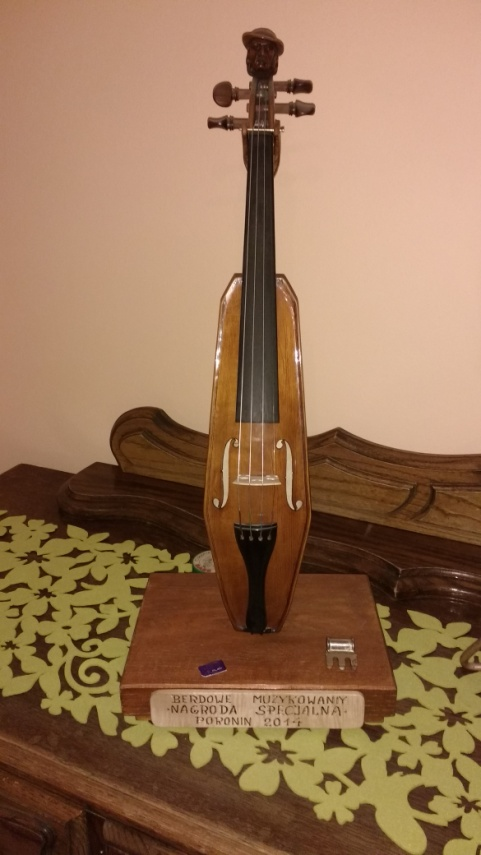 BERDOWE MUZYKOWANIY
·NAGRODA SPECJALNA·
PORONIN 2014